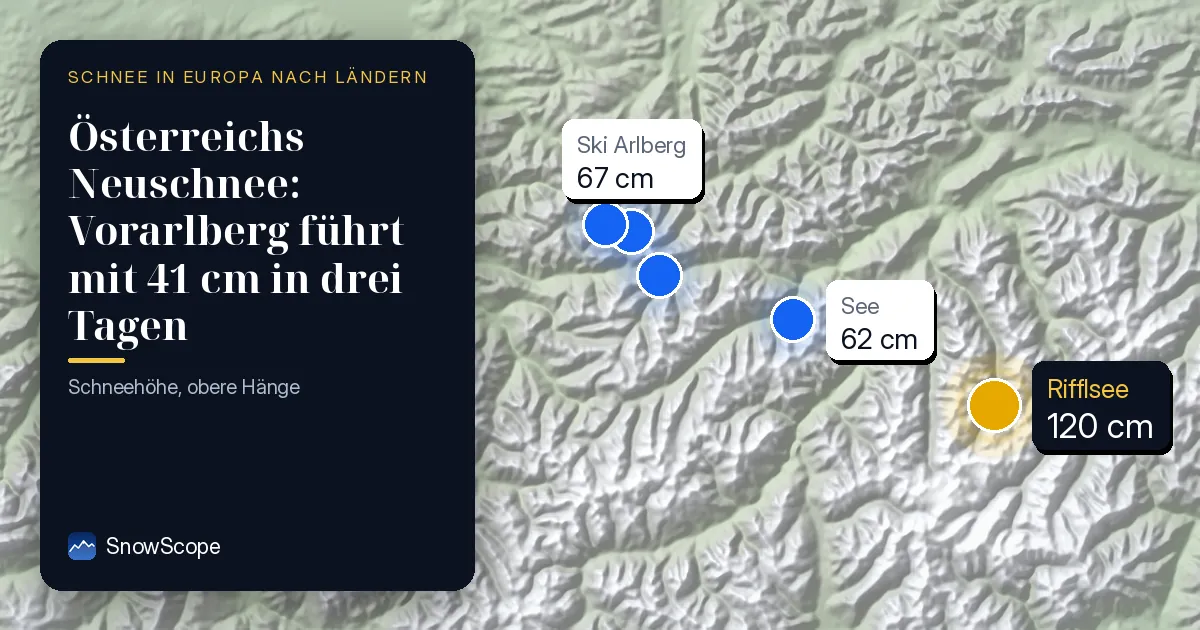 SCHNEE IN EUROPA NACH LÄNDERN
Österreichs
Neuschnee:
Vorarlberg führt
mit 41 cm in drei
Tagen
Schneehöhe, obere Hänge
SnowScope
Ski Arlberg
67 cm
See
62 cm
Rifflsee
120 cm